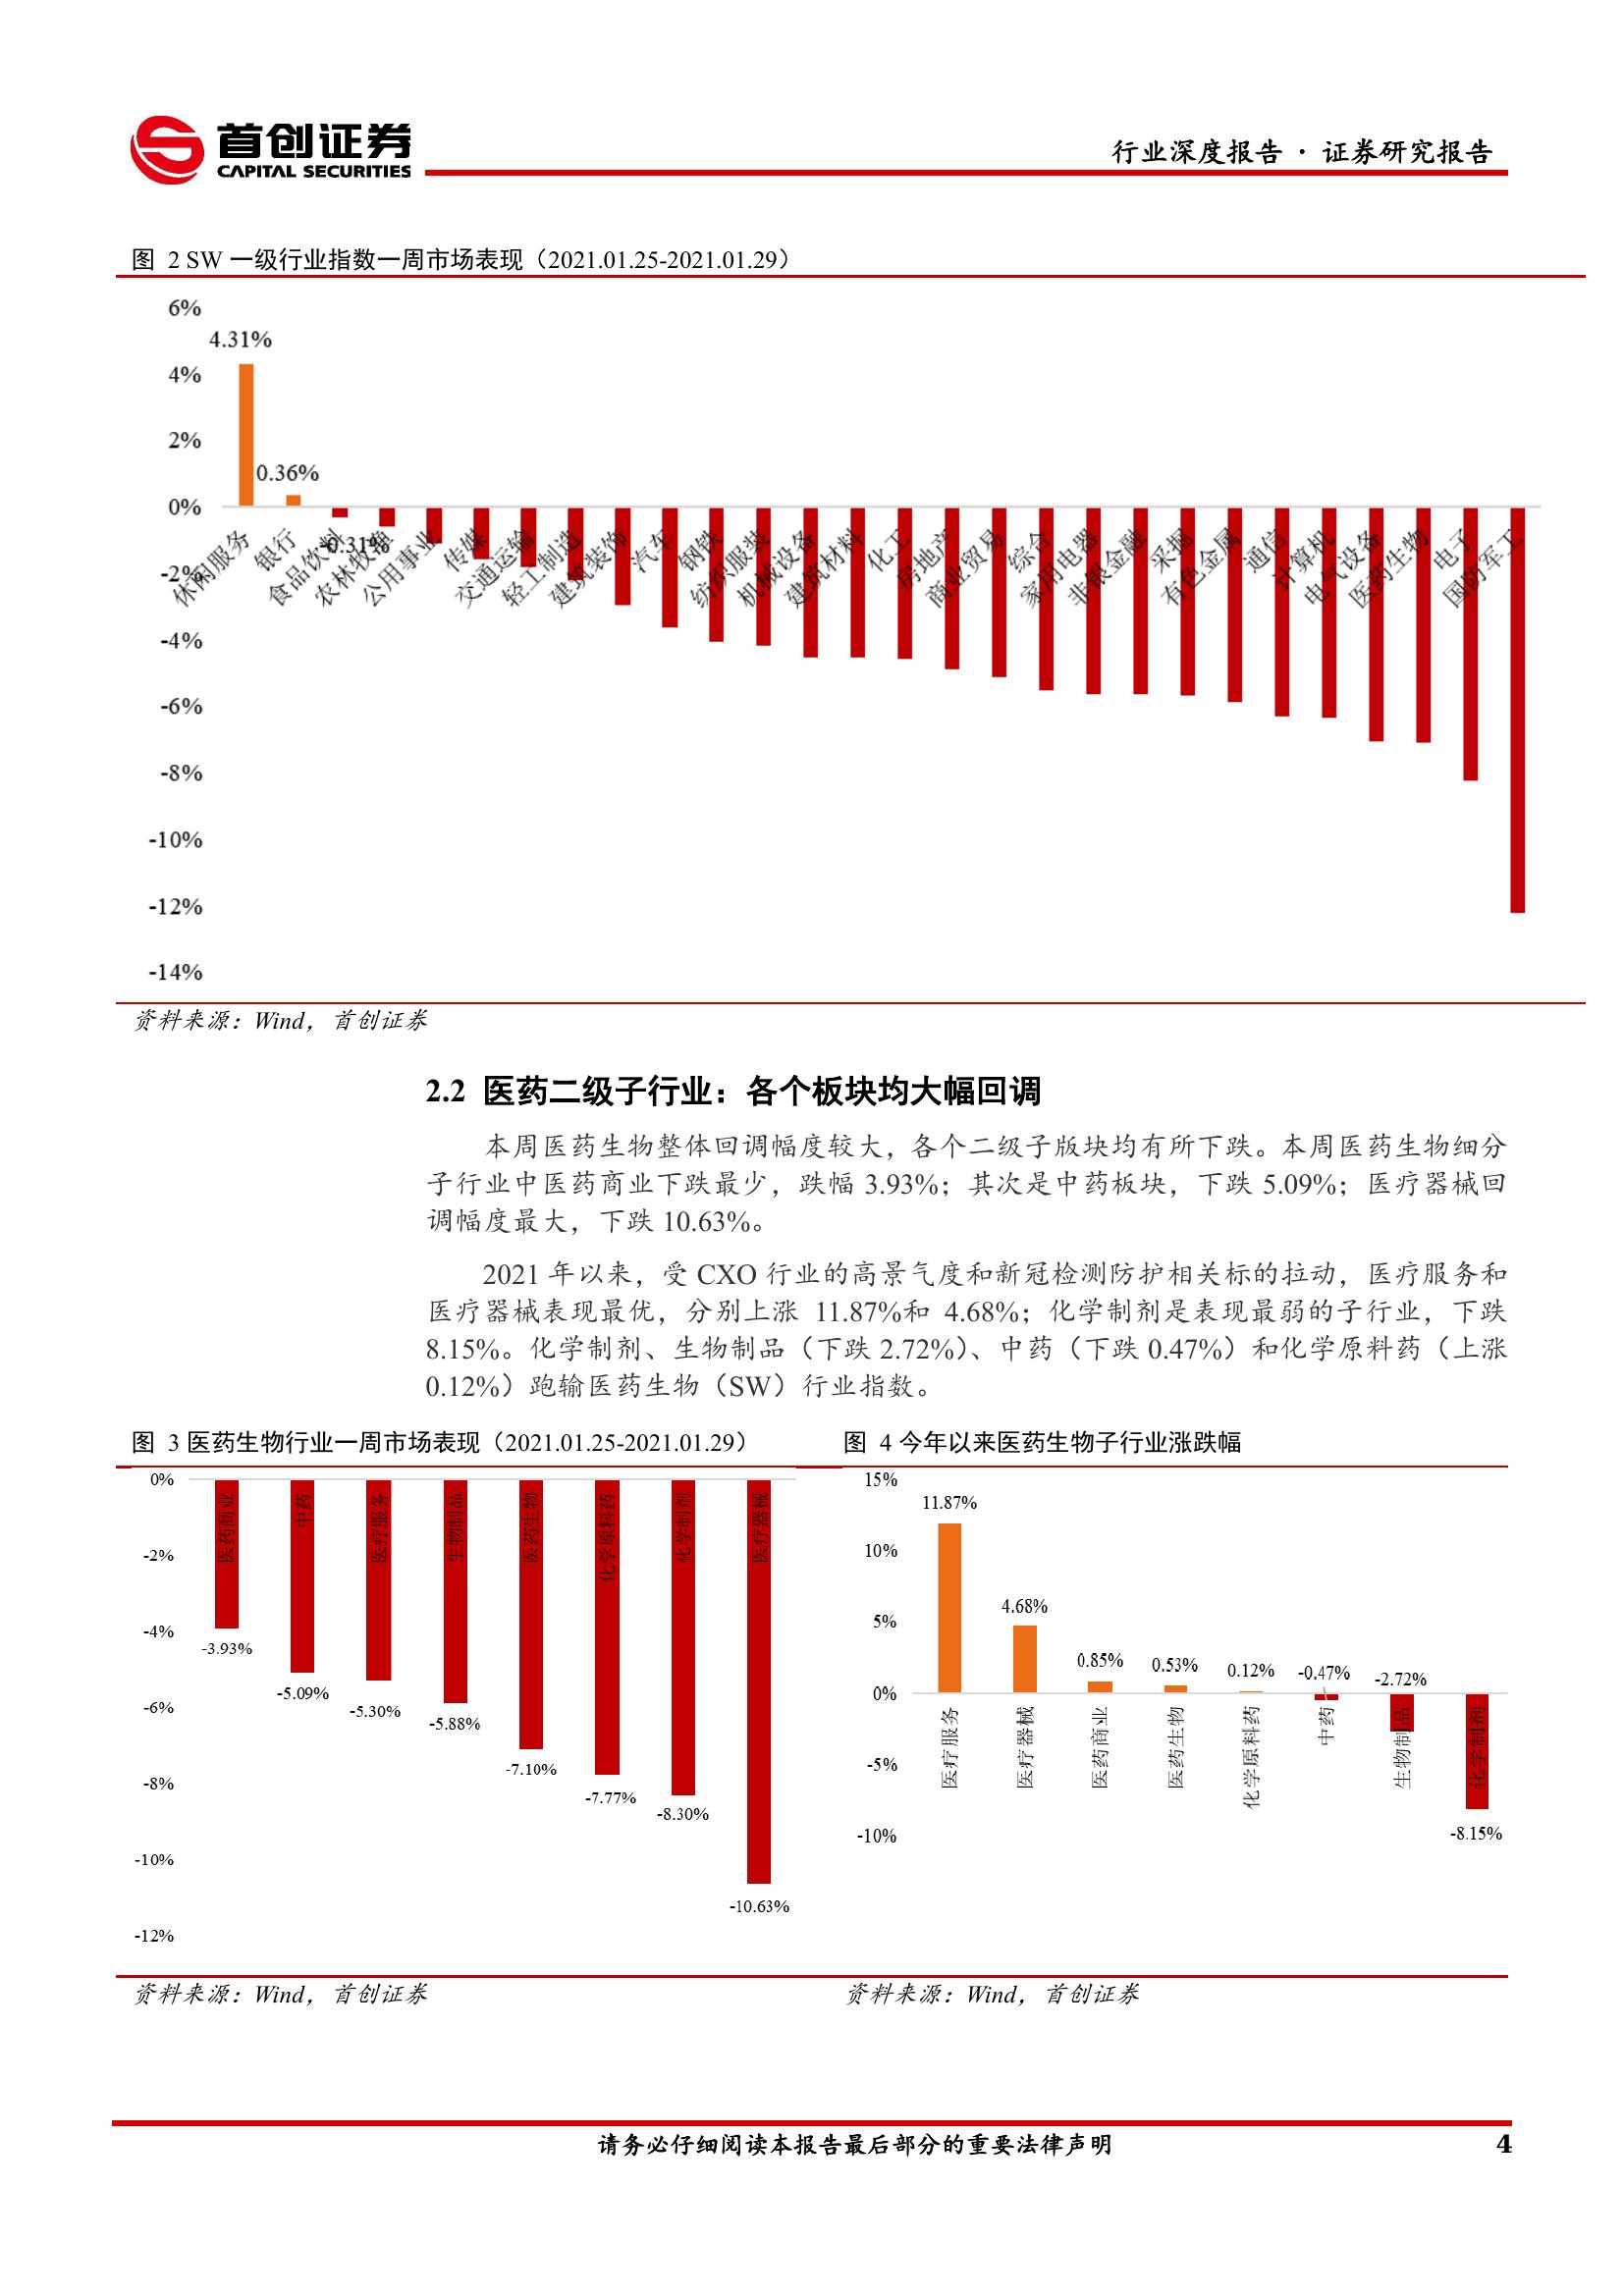 首创证券
CAPITAL SECURITIES
行业深度报告 · 证券研究报告
图 2 SW 一级行业指数一周市场表现（2021.01.25-2021.01.29）
6%
4%
2%
0%
-2%
-4%
-6%
-8%
-10%
-12%
-14%
4.31%
0.36%
-0.31%
休闲服务
银行
食品饮料
农林牧渔
公用事业
传媒
交通运输
轻工制造
建筑装饰
汽车
钢铁
纺织服装
机械设备
建筑材料
化工
房地产
商业贸易
综合
家用电器
非银金融
采掘
有色金属
通信
计算机
电气设备
医药生物
电子
国防军工
资料来源：Wind，首创证券
2.2 医药二级子行业：各个板块均大幅回调
本周医药生物整体回调幅度较大，各个二级子版块均有所下跌。本周医药生物细分
子行业中医药商业下跌最少，跌幅 3.93%；其次是中药板块，下跌 5.09%；医疗器械回
调幅度最大，下跌 10.63%。
2021 年以来，受 CXO 行业的高景气度和新冠检测防护相关标的拉动，医疗服务和
医疗器械表现最优，分别上涨 11.87%和 4.68%；化学制剂是表现最弱的子行业，下跌
8.15%。化学制剂、生物制品（下跌 2.72%）、中药（下跌 0.47%）和化学原料药（上涨
0.12%）跑输医药生物（SW）行业指数。
图 3 医药生物行业一周市场表现（2021.01.25-2021.01.29）
0%
-2%
-4%
-6%
-8%
-10%
-12%
医药商业
中药
医疗服务
生物制品
医药生物
化学原料药
化学制剂
医疗器械
-3.93%
-5.09%
-5.30%
-5.88%
-7.10%
-7.77%
-8.30%
-10.63%
资料来源：Wind，首创证券
图 4 今年以来医药生物子行业涨跌幅
15%
10%
5%
0%
-5%
-10%
11.87%
4.68%
0.85%
0.53%
0.12%
-0.47%
-2.72%
-8.15%
医疗服务
医疗器械
医药商业
医药生物
化学原料药
中药
生物制品
化学制剂
资料来源：Wind，首创证券
请务必仔细阅读本报告最后部分的重要法律声明
4